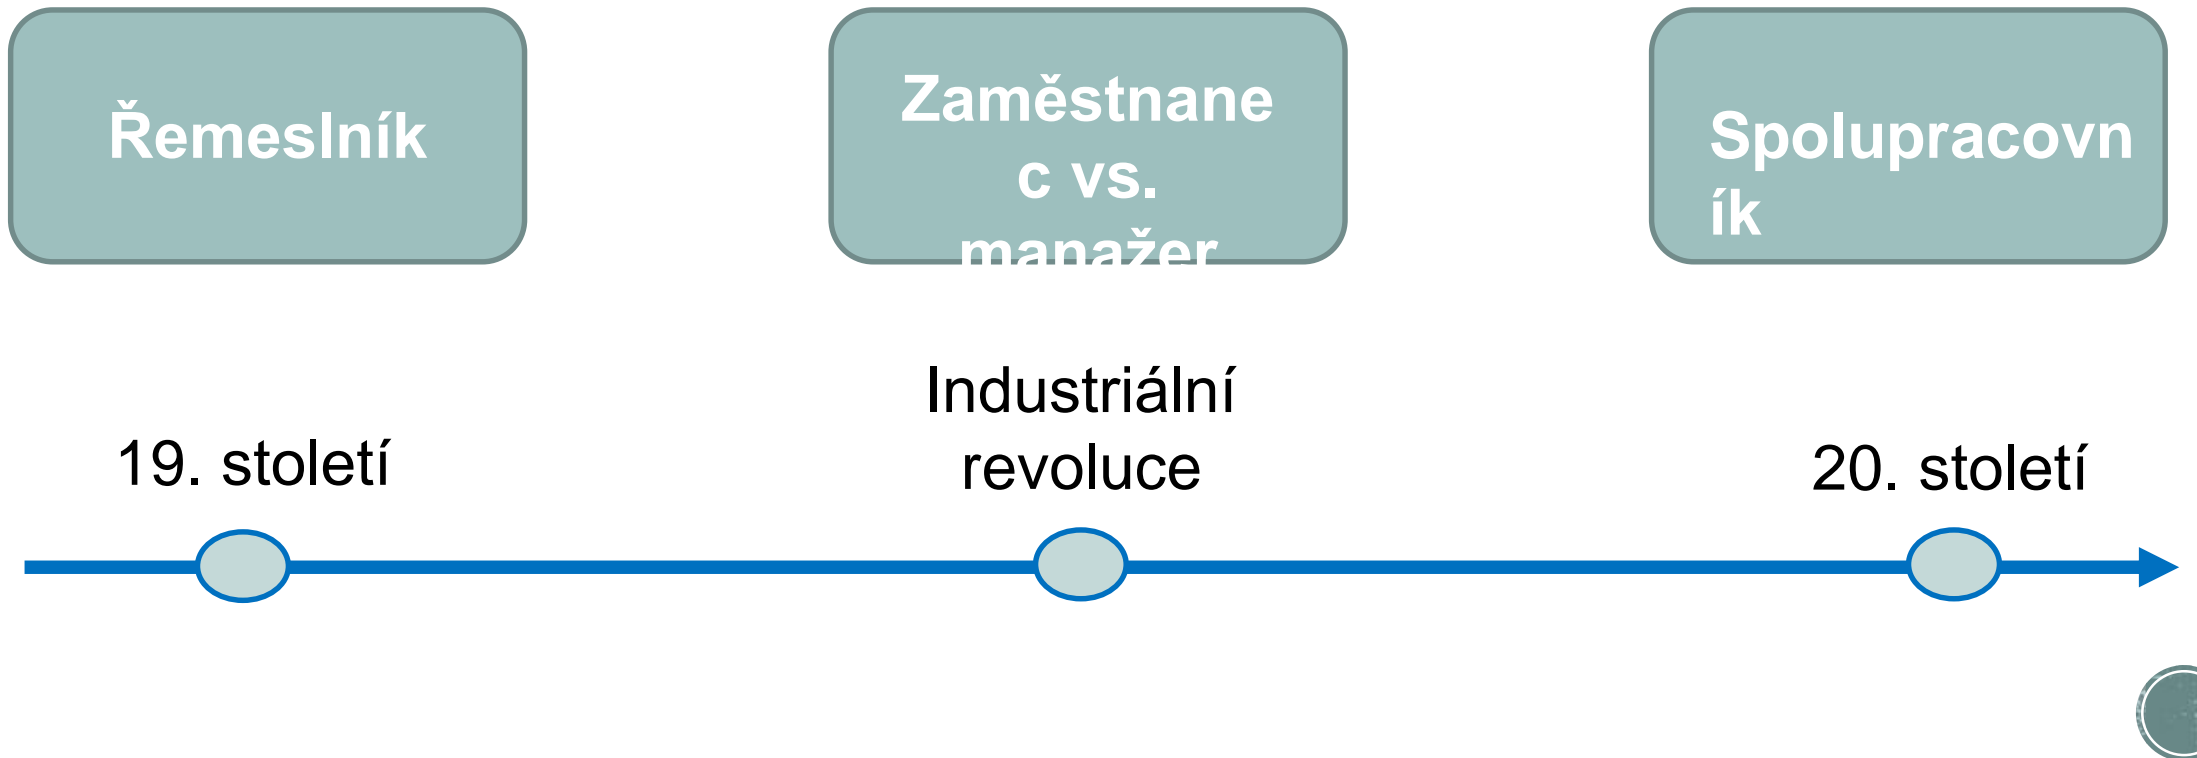 Řemeslník
Zaměstnane
c vs.
manažer
Spolupracovn
ík
19. století
Industriální
revoluce
20. století